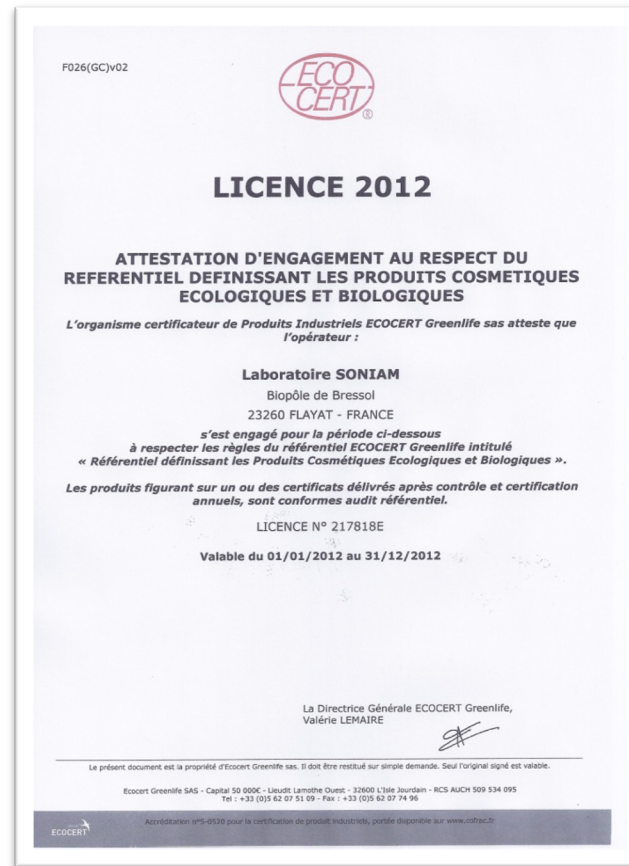 F026(GC)v02
ECO
CERT
®
LICENCE 2012
ATTESTATION D'ENGAGEMENT AU RESPECT DU
REFERENTIEL DEFINISSANT LES PRODUITS COSMETIQUES
ECOLOGIQUES ET BIOLOGIQUES
L'organisme certificateur de Produits Industriels ECOCERT Greenlife sas atteste que
l'opérateur :
Laboratoire SONIAM
Biopôle de Bressol
23260 FLAYAT - FRANCE
s'est engagé pour la période ci-dessous
à respecter les règles du référentiel ECOCERT Greenlife intitulé
« Référentiel définissant les Produits Cosmétiques Ecologiques et Biologiques ».
Les produits figurant sur un ou des certificats délivrés après contrôle et certification
annuels, sont conformes audit référentiel.
LICENCE N° 217818E
Valable du 01/01/2012 au 31/12/2012
La Directrice Générale ECOCERT Greenlife,
Valérie LEMAIRE
Le présent document est la propriété d'Ecocert Greenlife sas. Il doit être restitué sur simple demande. Seul l'original signé est valable.
Ecocert Greenlife SAS - Capital 50 000€ - Lieudit Lamothe Ouest - 32600 L'Isle Jourdain - RCS AUCH 509 534 095
Tel : +33 (0)5 62 07 51 09 - Fax : +33 (0)5 62 07 74 96
ECOCERT
Accréditation n°5-0530 pour la certification de produit industriels, portée disponible sur www.cofrac.fr